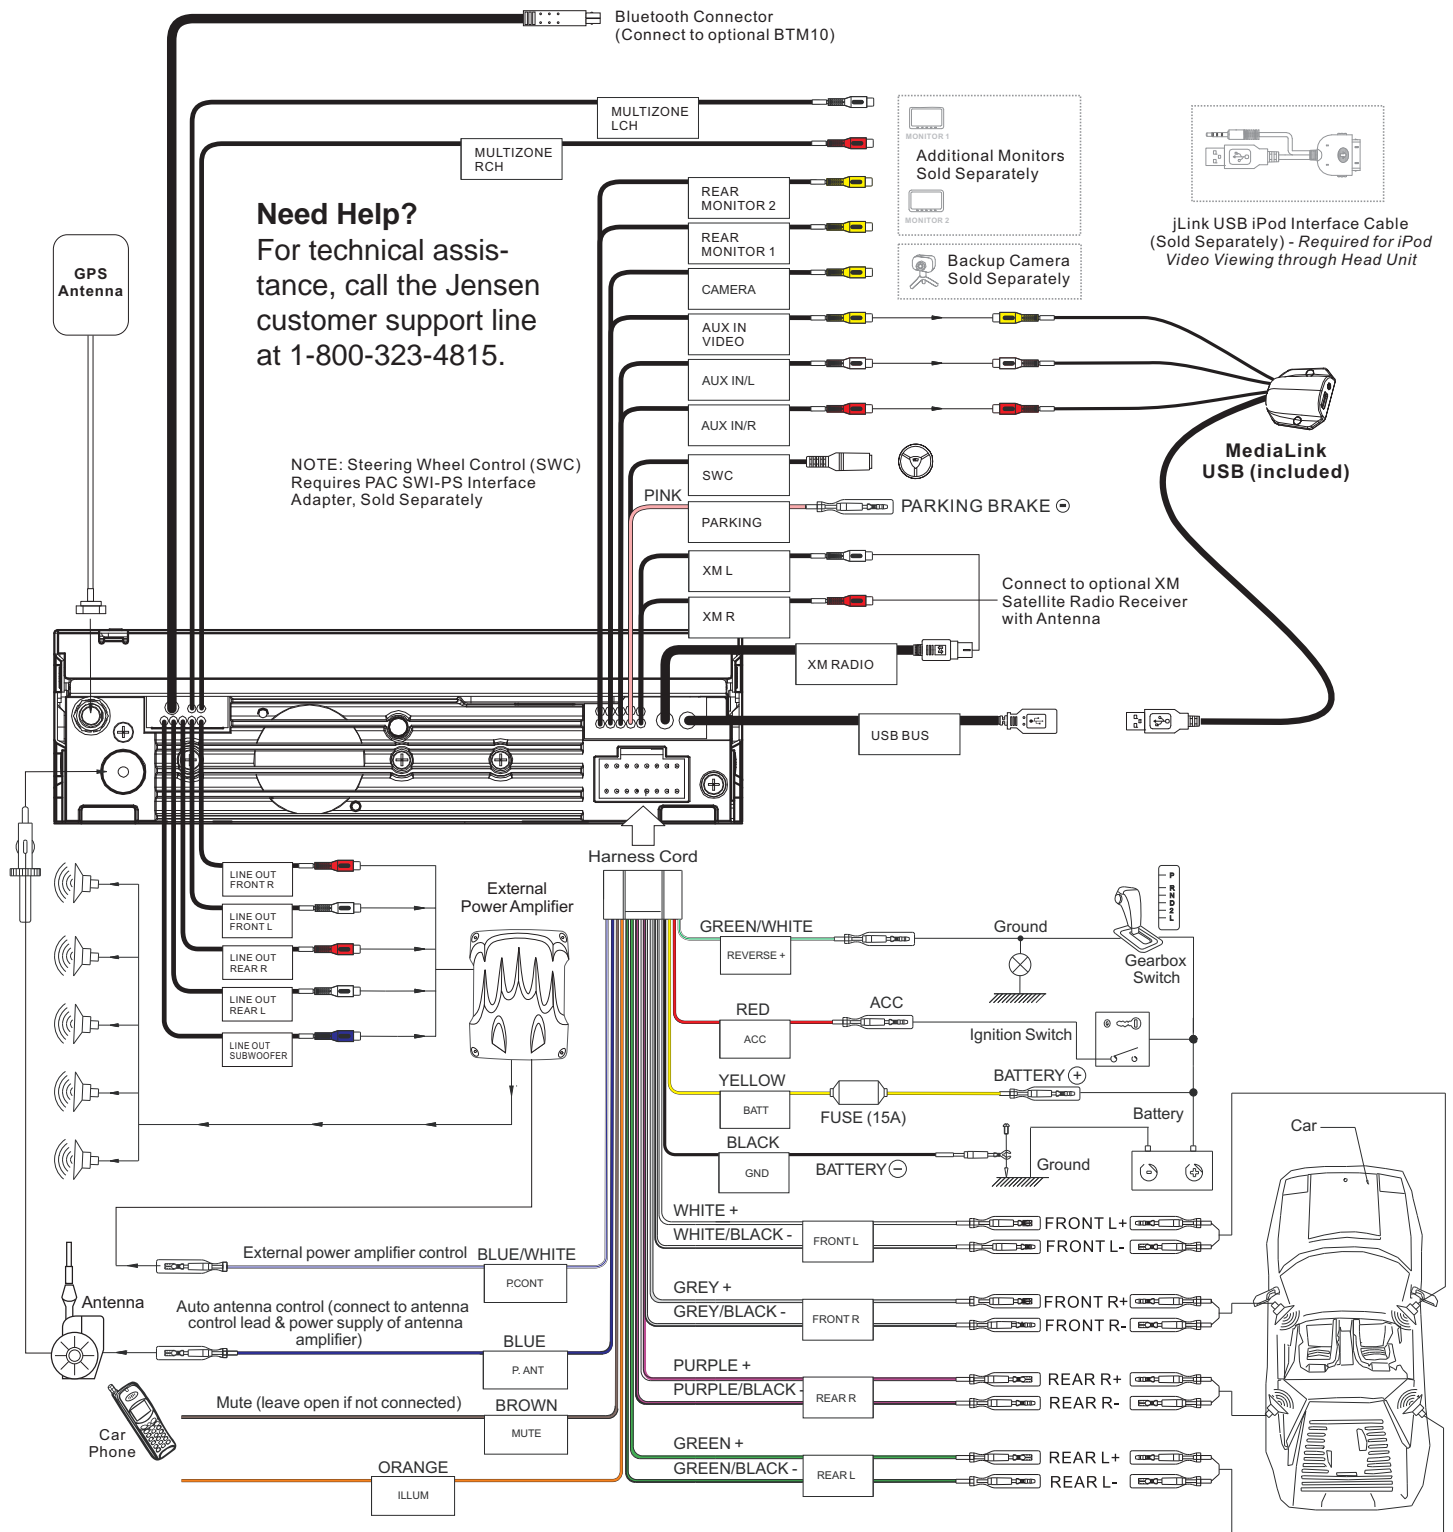 Bluetooth Connector
(Connect to optional BTM10)
MULTIZONE
LCH
MULTIZONE
RCH
MONITOR 1
Additional Monitors
Sold Separately
MONITOR 2
jLink USB iPod Interface Cable
(Sold Separately) - Required for iPod
Video Viewing through Head Unit
Need Help?
For technical assis-
tance, call the Jensen
customer support line
at 1-800-323-4815.
GPS
Antenna
REAR
MONITOR 2
REAR
MONITOR 1
Backup Camera
Sold Separately
CAMERA
AUX IN
VIDEO
AUX IN/L
AUX IN/R
MediaLink
USB (included)
NOTE: Steering Wheel Control (SWC)
Requires PAC SWI-PS Interface
Adapter, Sold Separately
SWC
PINK
PARKING
PARKING BRAKE ⊖
XM L
XM R
Connect to optional XM
Satellite Radio Receiver
with Antenna
XM RADIO
USB BUS
Harness Cord
LINE OUT
FRONT R
LINE OUT
FRONT L
LINE OUT
REAR R
LINE OUT
REAR L
LINE OUT
SUBWOOFER
External
Power Amplifier
GREEN/WHITE
REVERSE +
Ground
P
R
N
D
2
L
Gearbox
Switch
RED
ACC
ACC
Ignition Switch
YELLOW
BATT
FUSE (15A)
BATTERY ⊕
Battery
BLACK
GND
BATTERY ⊖
Ground
Car
WHITE +
WHITE/BLACK -
FRONT L
FRONT L+
FRONT L-
External power amplifier control
BLUE/WHITE
P.CONT
GREY +
GREY/BLACK -
FRONT R
FRONT R+
FRONT R-
Antenna
Auto antenna control (connect to antenna
control lead & power supply of antenna
amplifier)
BLUE
P. ANT
PURPLE +
PURPLE/BLACK -
REAR R
REAR R+
REAR R-
Mute (leave open if not connected)
BROWN
MUTE
Car
Phone
GREEN +
GREEN/BLACK -
REAR L
REAR L+
REAR L-
ORANGE
ILLUM